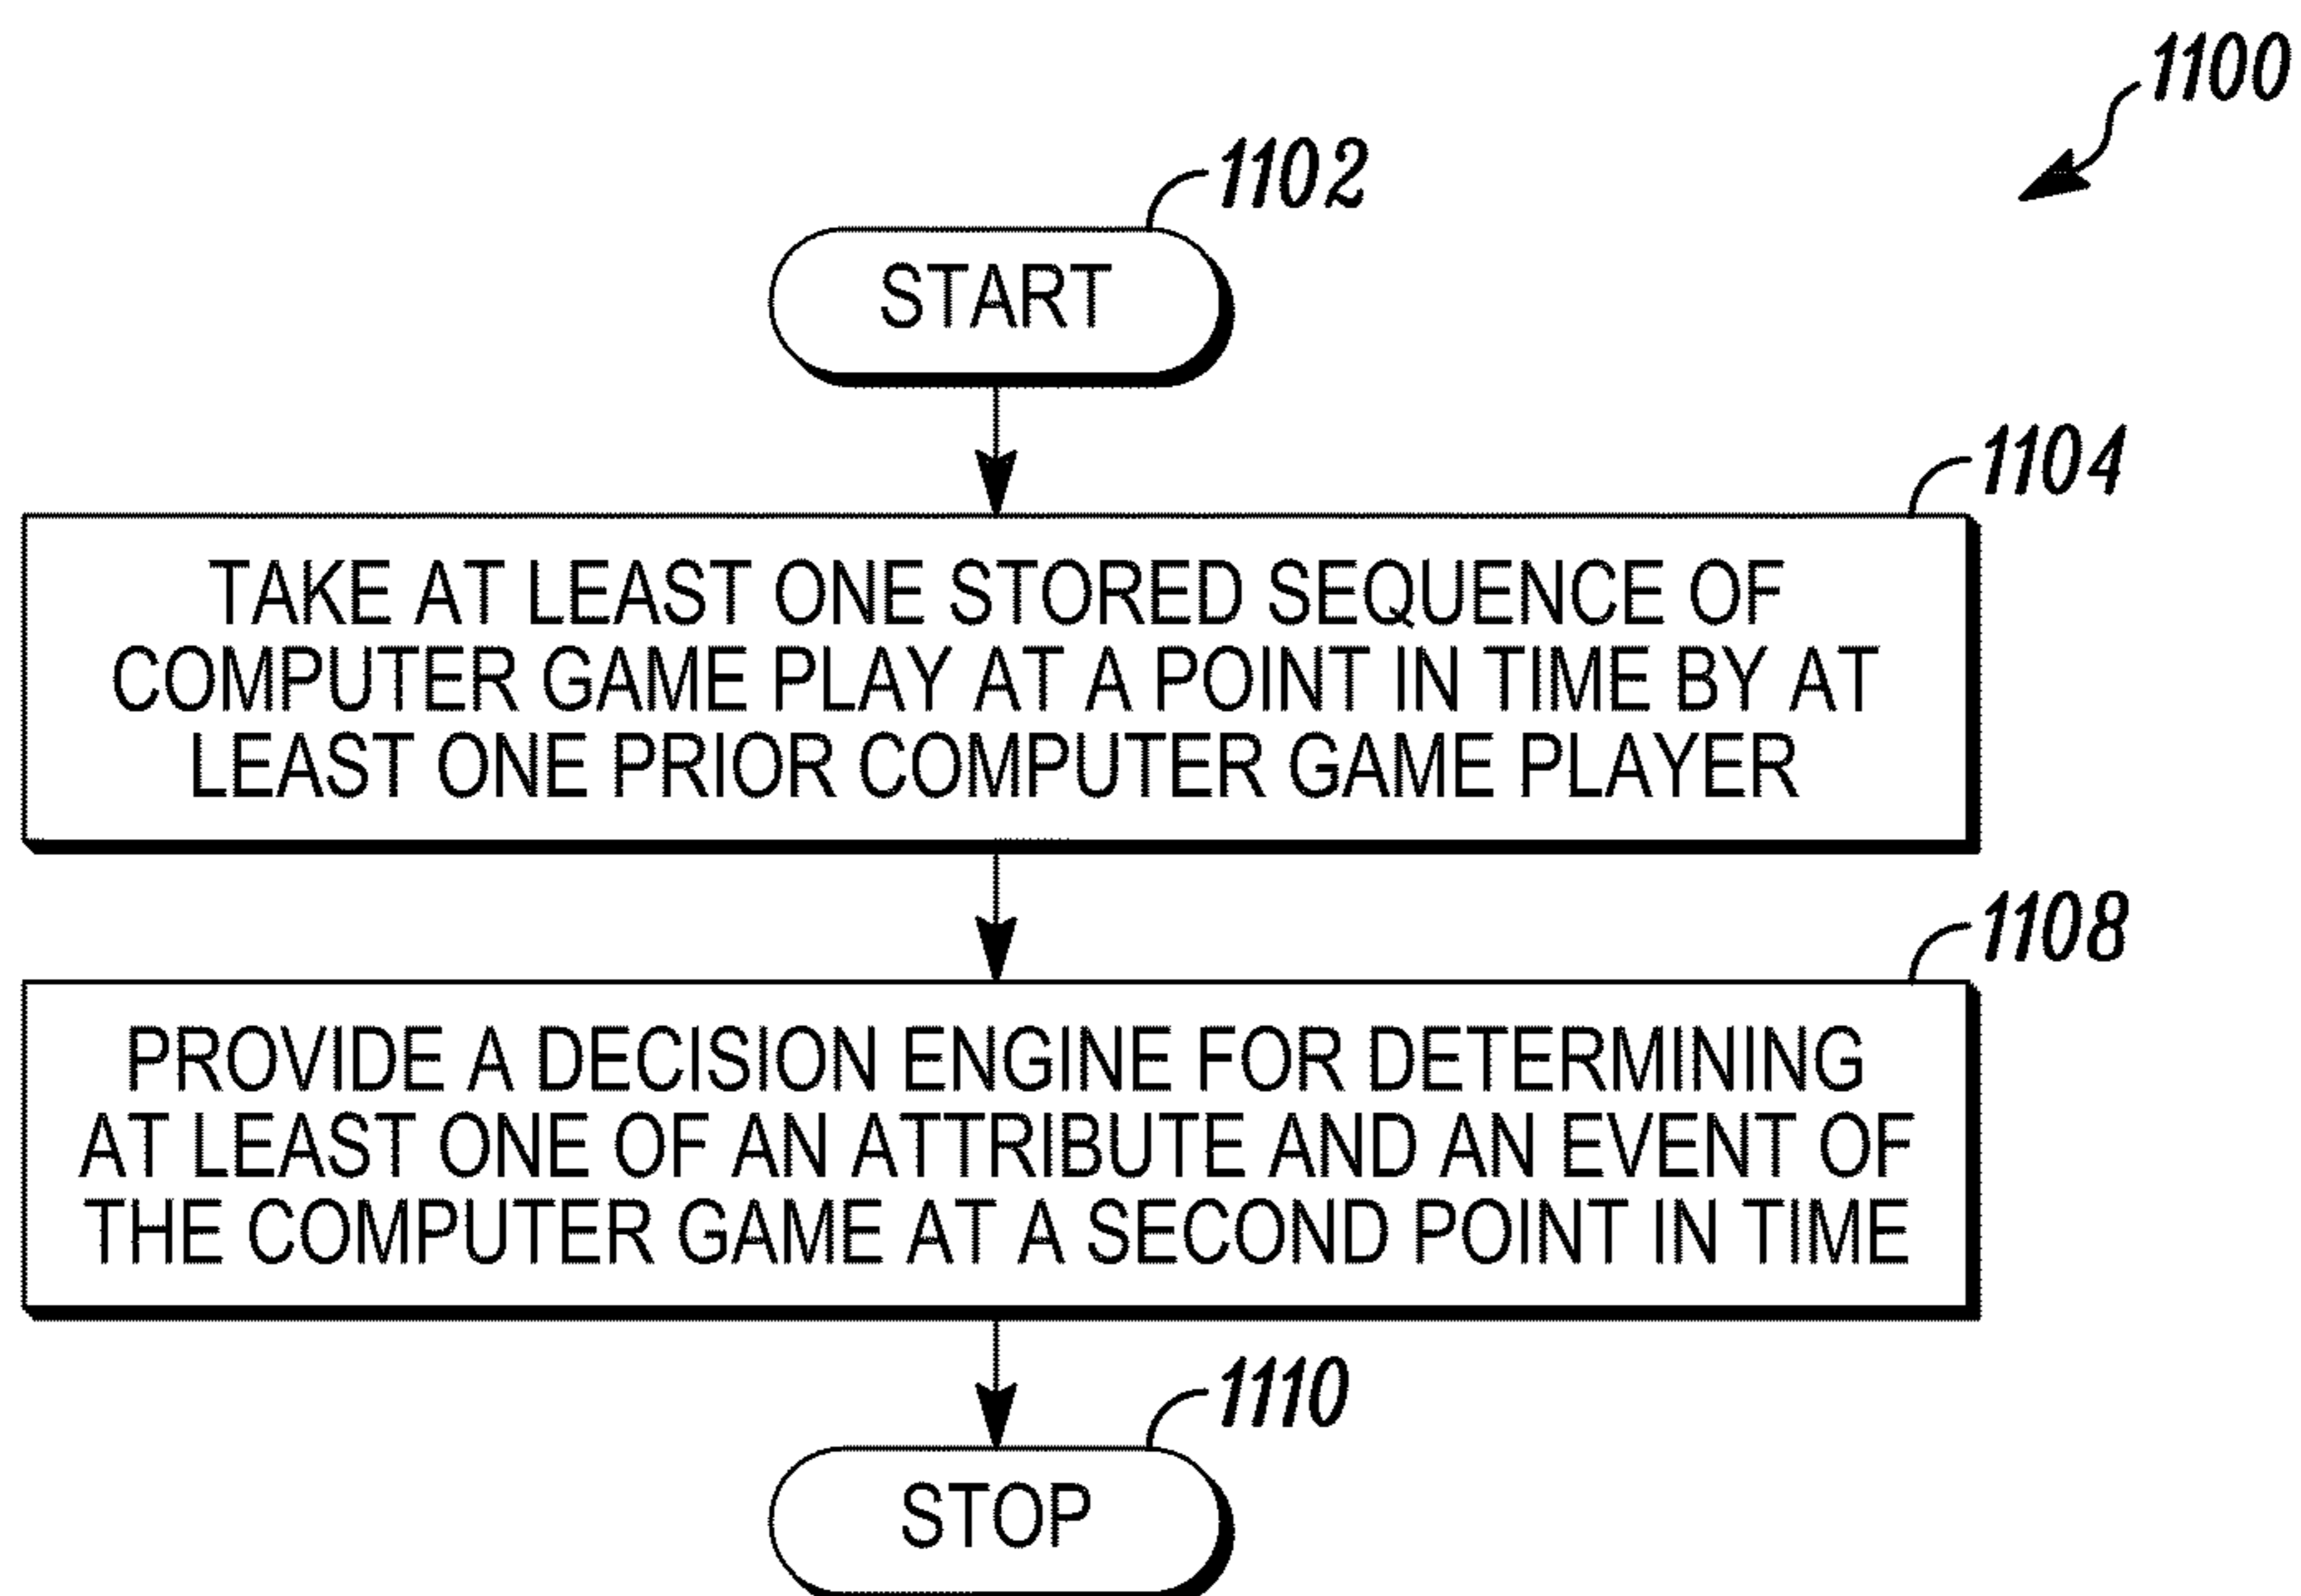 1100
1102
START
1104
TAKE AT LEAST ONE STORED SEQUENCE OF
COMPUTER GAME PLAY AT A POINT IN TIME BY AT
LEAST ONE PRIOR COMPUTER GAME PLAYER
1108
PROVIDE A DECISION ENGINE FOR DETERMINING
AT LEAST ONE OF AN ATTRIBUTE AND AN EVENT OF
THE COMPUTER GAME AT A SECOND POINT IN TIME
1110
STOP